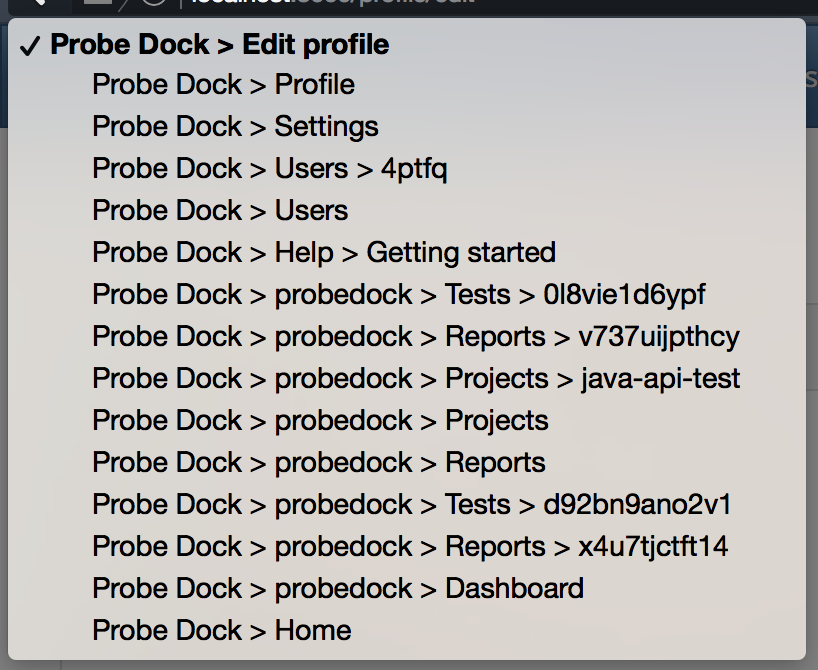 ✓ Probe Dock > Edit profile
Probe Dock > Profile
Probe Dock > Settings
Probe Dock > Users > 4ptfq
Probe Dock > Users
Probe Dock > Help > Getting started
Probe Dock > probedock > Tests > 0l8vie1d6ypf
Probe Dock > probedock > Reports > v737uijpthcy
Probe Dock > probedock > Projects > java-api-test
Probe Dock > probedock > Projects
Probe Dock > probedock > Reports
Probe Dock > probedock > Tests > d92bn9ano2v1
Probe Dock > probedock > Reports > x4u7tjctft14
Probe Dock > probedock > Dashboard
Probe Dock > Home